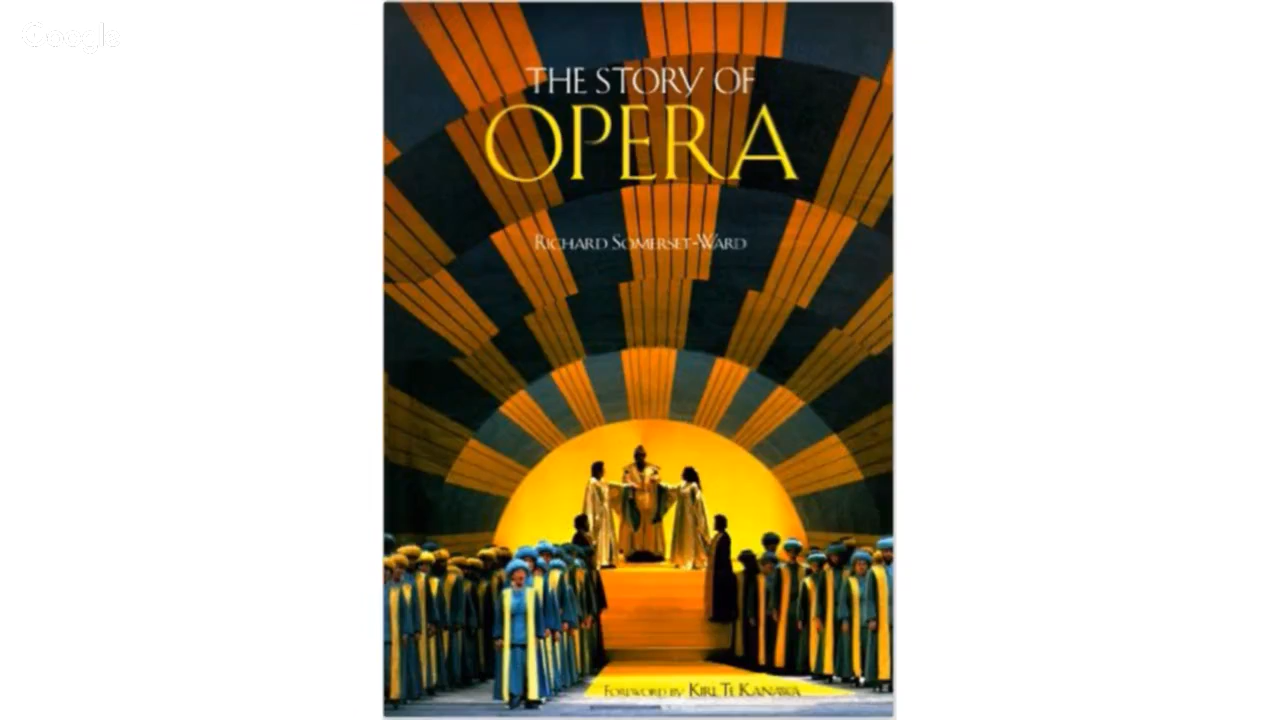 Google
THE STORY OF
OPERA
RICHARD SOMERSET-WARD
FOREWORD BY KIRI TE KANAWA